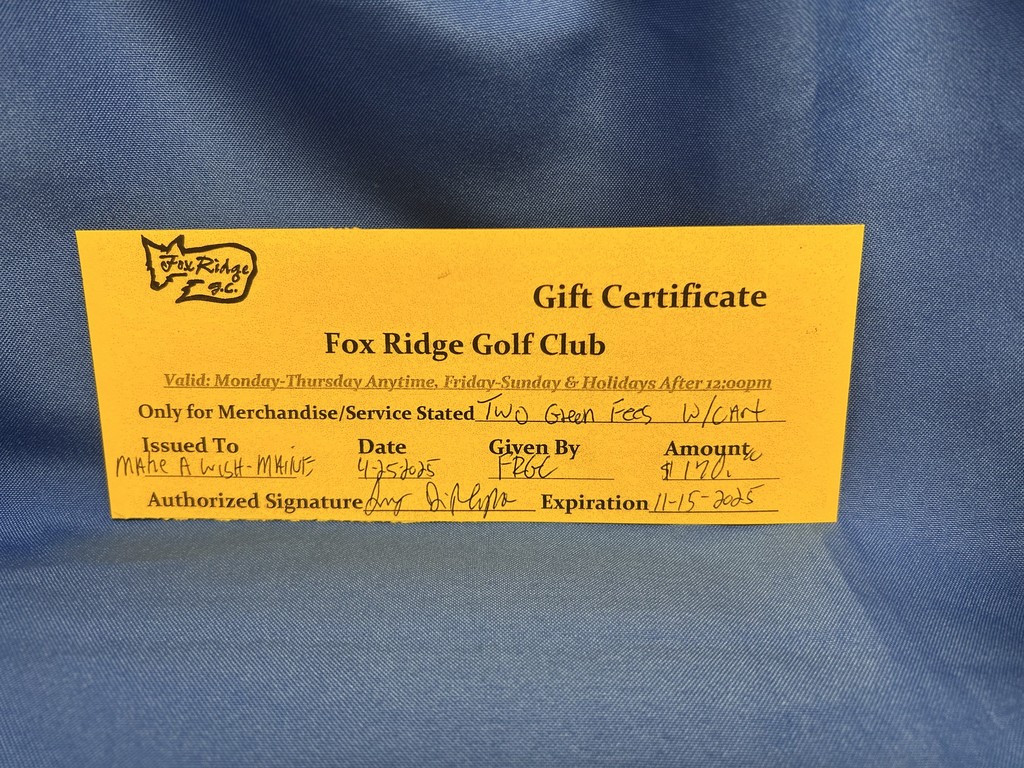 Fox Ridge
G.C.
Gift Certificate
Fox Ridge Golf Club
Valid: Monday-Thursday Anytime, Friday-Sunday & Holidays After 12:00pm
Only for Merchandise/Service Stated Two Green Fees w/cart
Issued To Date Given By Amount
MAKE A WISH-MAINE 4-25-2025 FRGC $170.00
Authorized Signature Expiration 11-15-2025